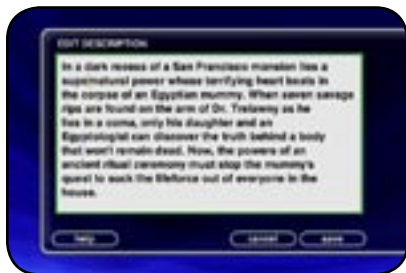 EDIT DESCRIPTION
In a dark recess of a San Francisco mansion lies a
supernatural power whose terrifying heart beats in
the corpse of an Egyptian mummy. When seven savage
rips are found on the arm of Dr. Trelawny as he
lies in a coma, only his daughter and an
Egyptologist can discover the truth behind a body
that won't remain dead. Now, the powers of an
ancient ritual ceremony must stop the mummy's
quest to suck the lifeforce out of everyone in the
house.
help cancel save